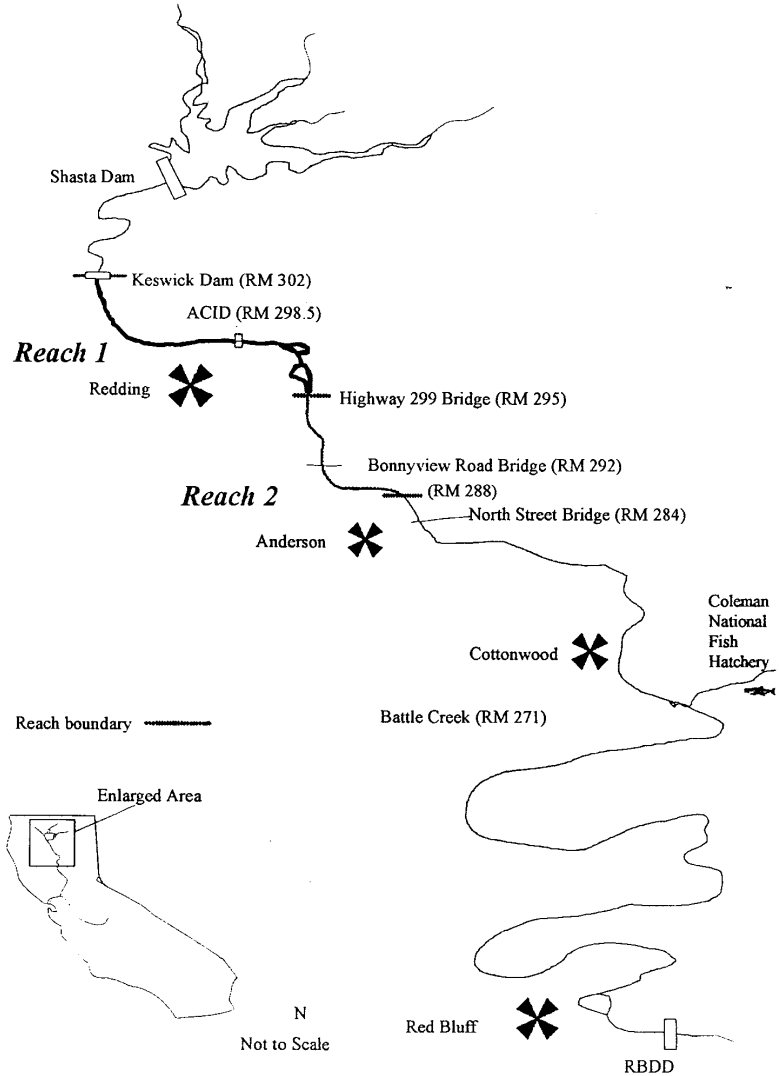 Shasta Dam
Keswick Dam (RM 302)
ACID (RM 298.5)
Reach 1
Redding
Highway 299 Bridge (RM 295)
Bonnyview Road Bridge (RM 292)
Reach 2
(RM 288)
North Street Bridge (RM 284)
Anderson
Coleman
National
Fish
Hatchery
Cottonwood
Battle Creek (RM 271)
Reach boundary
Enlarged Area
N
Not to Scale
Red Bluff
RBDD